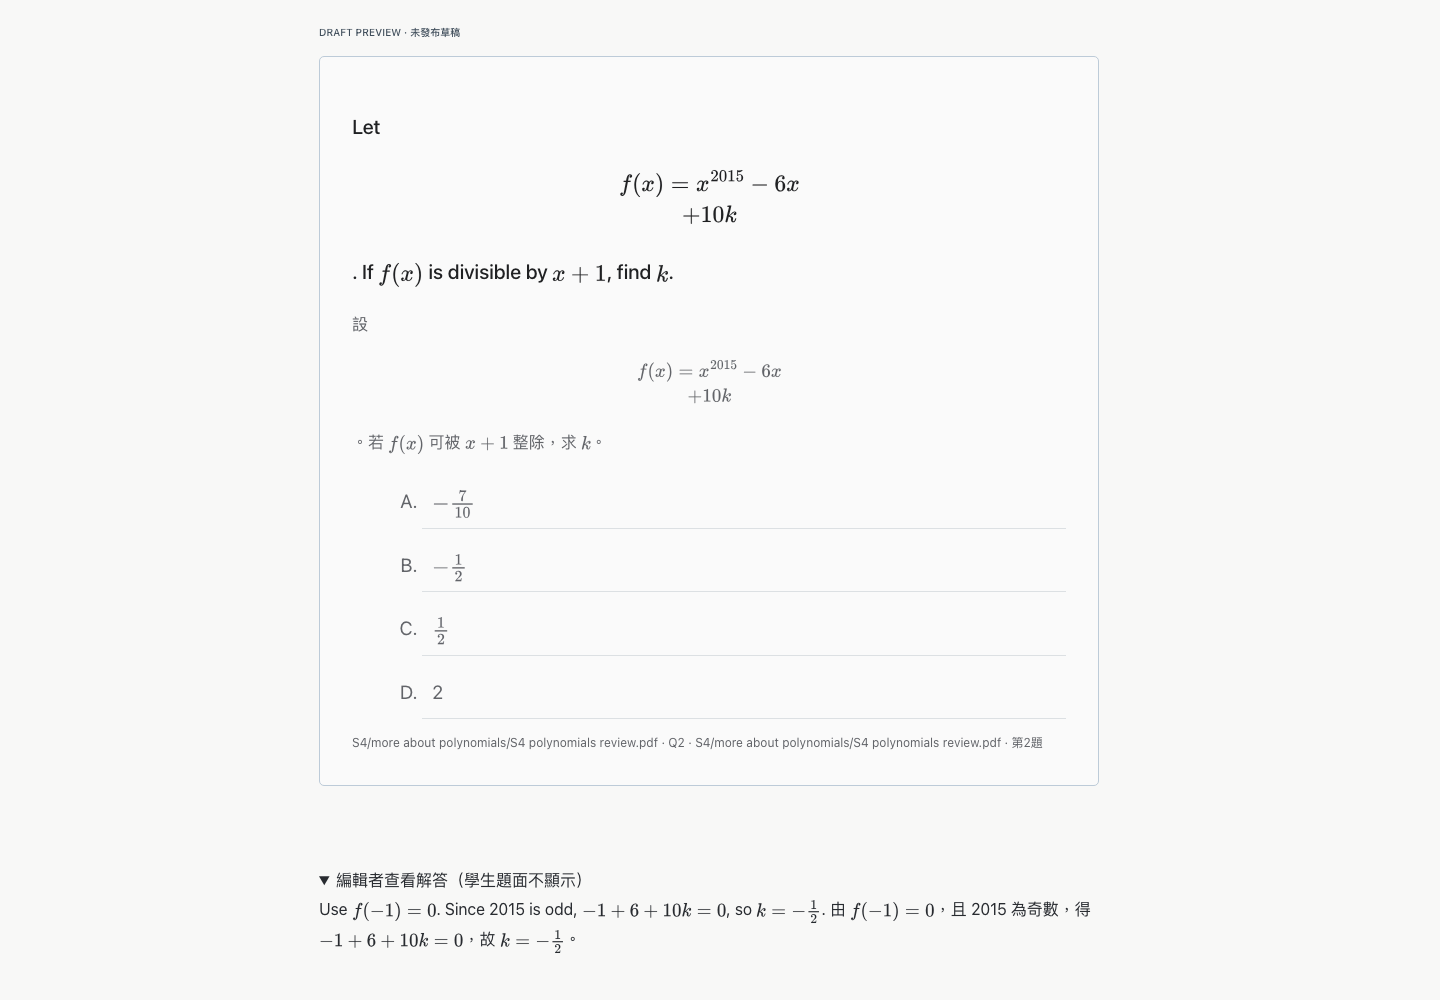 DRAFT PREVIEW · 未發布草稿
Let
f(x) = x^2015 − 6x
+10k
. If f(x) is divisible by x + 1, find k.
設
f(x) = x^2015 − 6x
+10k
。若 f(x) 可被 x + 1 整除，求 k。
A. −7/10
B. −1/2
C. 1/2
D. 2
S4/more about polynomials/S4 polynomials review.pdf · Q2 · S4/more about polynomials/S4 polynomials review.pdf · 第2題
▼ 編輯者查看解答（學生題面不顯示）
Use f(−1) = 0. Since 2015 is odd, −1 + 6 + 10k = 0, so k = −1/2. 由 f(−1) = 0，且 2015 為奇數，得
−1 + 6 + 10k = 0，故 k = −1/2。